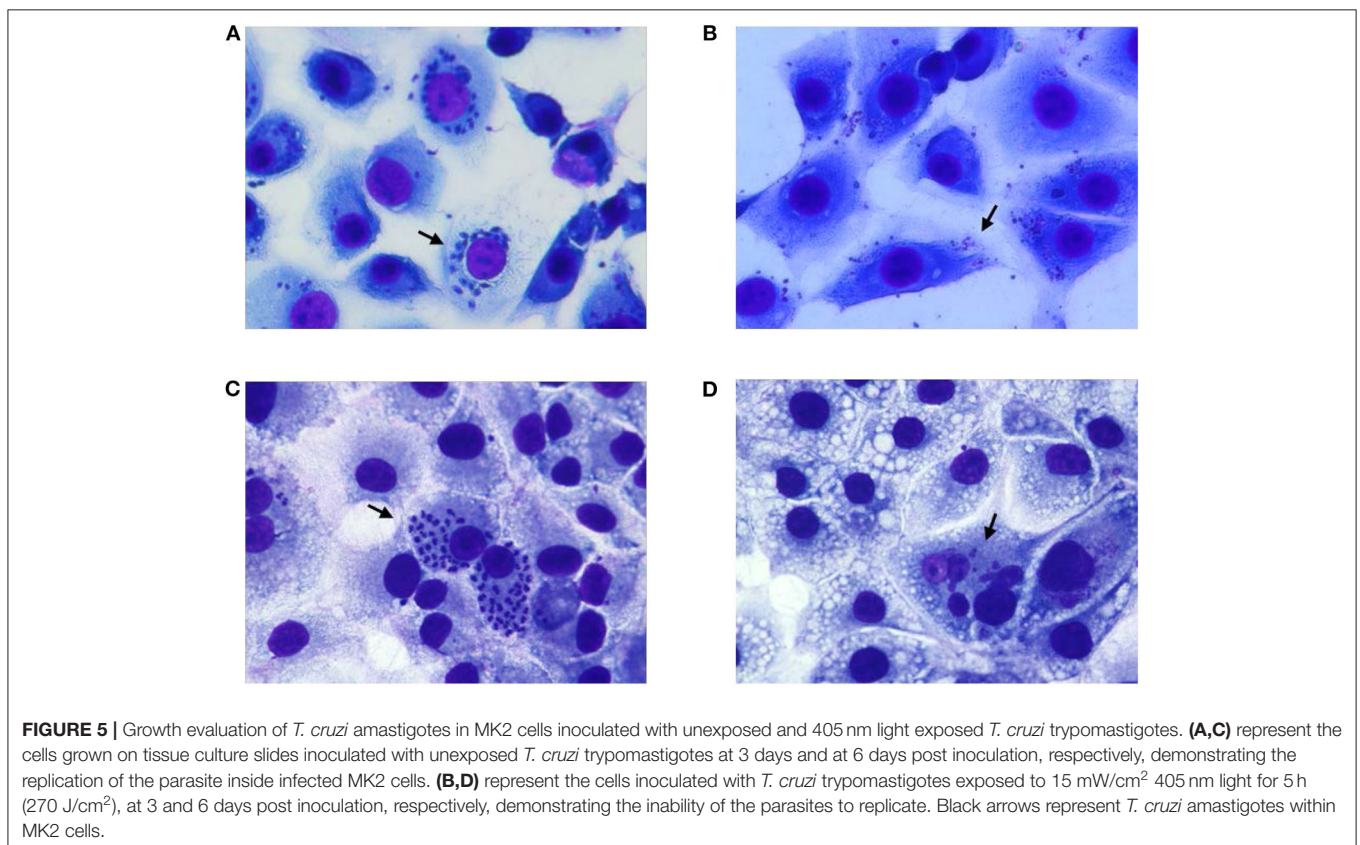 A
B
C
D
FIGURE 5 | Growth evaluation of T. cruzi amastigotes in MK2 cells inoculated with unexposed and 405 nm light exposed T. cruzi trypomastigotes. (A,C) represent the
cells grown on tissue culture slides inoculated with unexposed T. cruzi trypomastigotes at 3 days and at 6 days post inoculation, respectively, demonstrating the
replication of the parasite inside infected MK2 cells. (B,D) represent the cells inoculated with T. cruzi trypomastigotes exposed to 15 mW/cm² 405 nm light for 5 h
(270 J/cm²), at 3 and 6 days post inoculation, respectively, demonstrating the inability of the parasites to replicate. Black arrows represent T. cruzi amastigotes within
MK2 cells.